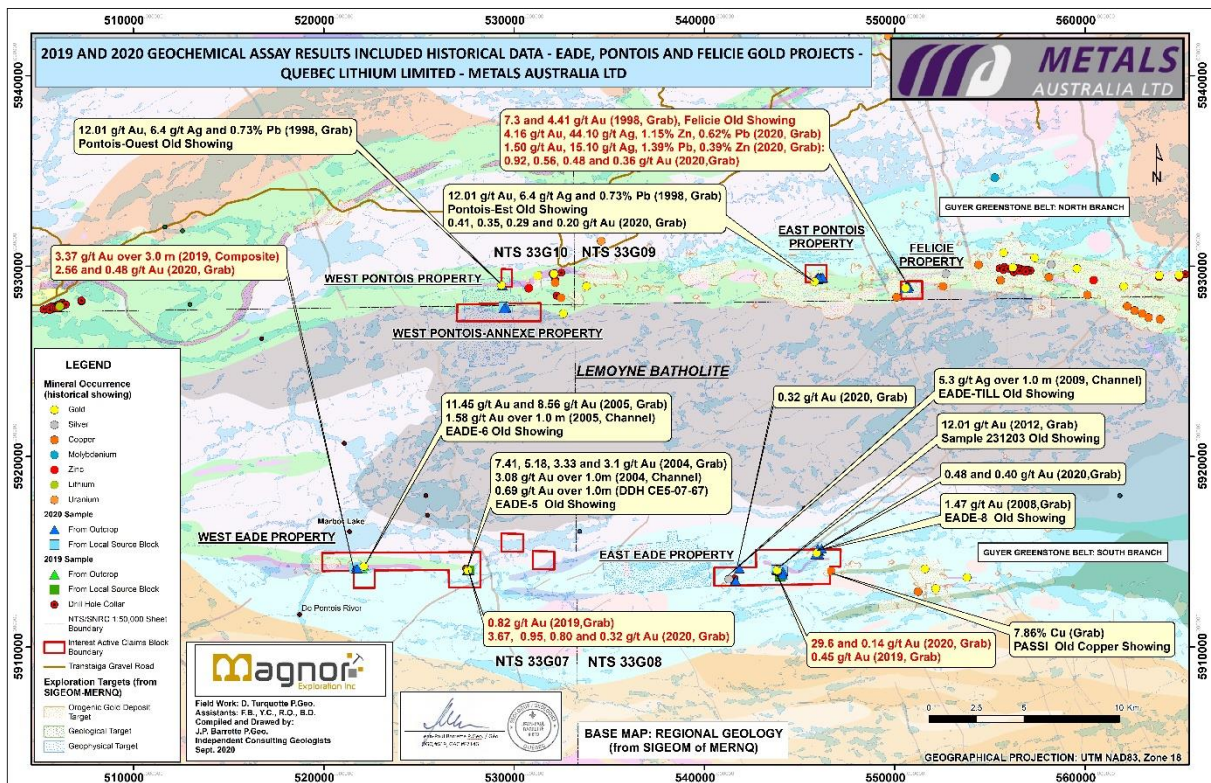 510000
520000
530000
540000
550000
560000
2019 AND 2020 GEOCHEMICAL ASSAY RESULTS INCLUDED HISTORICAL DATA - EADE, PONTOIS AND FELICIE GOLD PROJECTS -
QUEBEC LITHIUM LIMITED - METALS AUSTRALIA LTD
METALS
AUSTRALIA LTD
5940000
5940000
12.01 g/t Au, 6.4 g/t Ag and 0.73% Pb (1998, Grab)
Pontois-Ouest Old Showing
7.3 and 4.41 g/t Au (1998, Grab), Felicie Old Showing
4.16 g/t Au, 44.10 g/t Ag, 1.15% Zn, 0.62% Pb (2020, Grab)
1.50 g/t Au, 15.10 g/t Ag, 1.39% Pb, 0.39% Zn (2020, Grab):
0.92, 0.56, 0.48 and 0.36 g/t Au (2020,Grab)
N
12.01 g/t Au, 6.4 g/t Ag and 0.73% Pb (1998, Grab)
Pontois-Est Old Showing
0.41, 0.35, 0.29 and 0.20 g/t Au (2020, Grab)
GUYER GREENSTONE BELT: NORTH BRANCH
3.37 g/t Au over 3.0 m (2019, Composite)
2.56 and 0.48 g/t Au (2020, Grab)
NTS 33G10
NTS 33G09
EAST PONTOIS
PROPERTY
FELICIE
PROPERTY
WEST PONTOIS PROPERTY
5930000
5930000
WEST PONTOIS-ANNEXE PROPERTY
LEMOYNE BATHOLITE
LEGEND
Mineral Occurrence
(historical showing)
Gold
Silver
Copper
Molybdenium
Zinc
Lithium
Uranium
2020 Sample
From Outcrop
From Local Source Block
2019 Sample
From Outcrop
From Local Source Block
Drill Hole Collar
NTS/SNRC 1:50,000 Sheet
Boundary
Interest Active Claims Block
Boundary
Transtaiga Gravel Road
Exploration Targets (from
SIGEOM-MERNQ)
Orogenic Gold Deposit
Target
Geological Target
Geophysical Target
11.45 g/t Au and 8.56 g/t Au (2005, Grab)
1.58 g/t Au over 1.0 m (2005, Channel)
EADE-6 Old Showing
0.32 g/t Au (2020, Grab)
5.3 g/t Ag over 1.0 m (2009, Channel)
EADE-TILL Old Showing
12.01 g/t Au (2012, Grab)
Sample 231203 Old Showing
5920000
5920000
7.41, 5.18, 3.33 and 3.1 g/t Au (2004, Grab)
3.08 g/t Au over 1.0m (2004, Channel)
0.69 g/t Au over 1.0m (DDH CE5-07-67)
EADE-5 Old Showing
0.48 and 0.40 g/t Au (2020,Grab)
1.47 g/t Au (2008,Grab)
EADE-8 Old Showing
Marbot Lake
WEST EADE PROPERTY
EAST EADE PROPERTY
GUYER GREENSTONE BELT: SOUTH BRANCH
De Pontois River
0.82 g/t Au (2019,Grab)
3.67, 0.95, 0.80 and 0.32 g/t Au (2020, Grab)
29.6 and 0.14 g/t Au (2020, Grab)
0.45 g/t Au (2019, Grab)
7.86% Cu (Grab)
PASSI Old Copper Showing
5910000
5910000
NTS 33G07
NTS 33G08
Magnor
Exploration Inc
Field Work: D. Turquotte P.Geo.
Assistants: F.B., Y.C., R.O., B.D.
Compiled and Drawed by:
J.P. Barrette P.Geo.
Independent Consulting Geologists
Sept. 2020
BASE MAP: REGIONAL GEOLOGY
(from SIGEOM of MERNQ)
0
5
10 Km
GEOGRAPHICAL PROJECTION: UTM NAD83, Zone 18
510000
520000
530000
540000
550000
560000